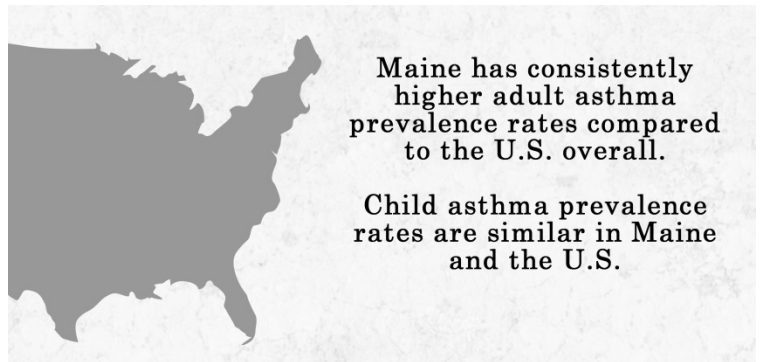 Maine has consistently
higher adult asthma
prevalence rates compared
to the U.S. overall.
Child asthma prevalence
rates are similar in Maine
and the U.S.